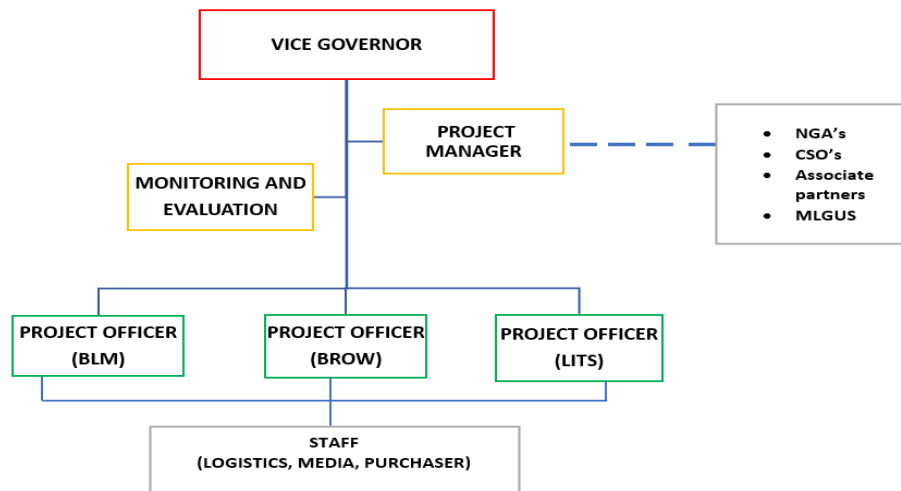 VICE GOVERNOR
PROJECT
MANAGER
• NGA's
• CSO's
• Associate
partners
• MLGUS
MONITORING AND
EVALUATION
PROJECT OFFICER
(BLM)
PROJECT OFFICER
(BROW)
PROJECT OFFICER
(LITS)
STAFF
(LOGISTICS, MEDIA, PURCHASER)